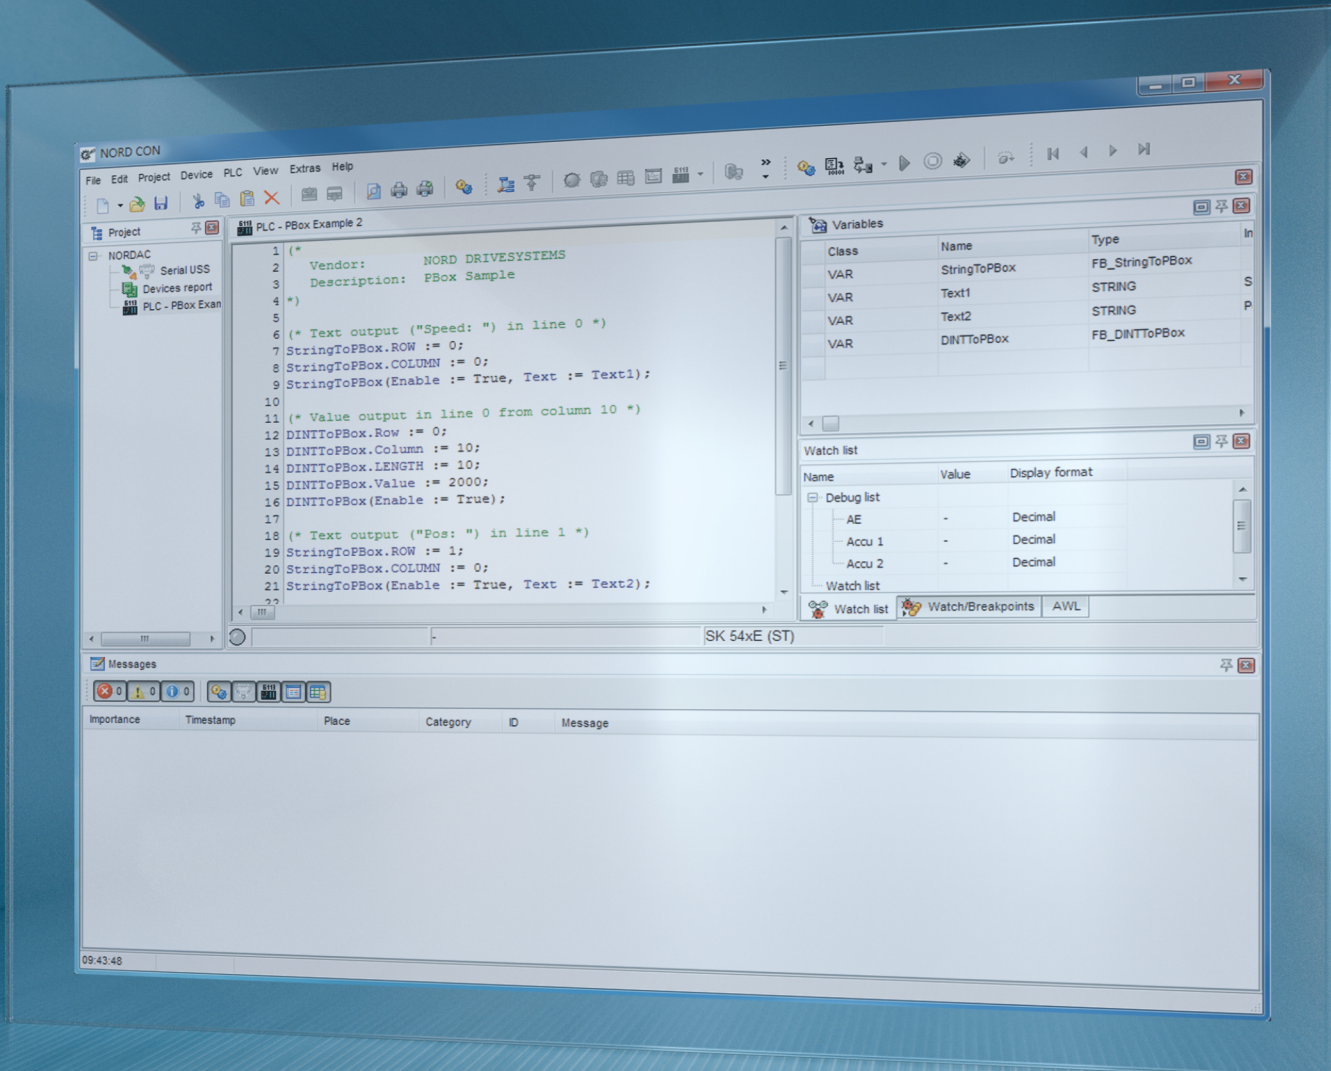 NORD CON
File Edit Project Device PLC View Extras Help
Project
NORDAC
Serial USS
Devices report
PLC - PBox Exan
PLC - PBox Example 2
1 (*
2 Vendor: NORD DRIVESYSTEMS
3 Description: PBox Sample
4 *)
5
6 (* Text output ("Speed: ") in line 0 *)
7 StringToPBox.ROW := 0;
8 StringToPBox.COLUMN := 0;
9 StringToPBox(Enable := True, Text := Text1);
10
11 (* Value output in line 0 from column 10 *)
12 DINTToPBox.Row := 0;
13 DINTToPBox.Column := 10;
14 DINTToPBox.LENGTH := 10;
15 DINTToPBox.Value := 2000;
16 DINTToPBox(Enable := True);
17
18 (* Text output ("Pos: ") in line 1 *)
19 StringToPBox.ROW := 1;
20 StringToPBox.COLUMN := 0;
21 StringToPBox(Enable := True, Text := Text2);
22
- SK 54xE (ST)
Variables
Class Name Type In
VAR StringToPBox FB_StringToPBox
VAR Text1 STRING S
VAR Text2 STRING P
VAR DINTToPBox FB_DINTToPBox
Watch list
Name Value Display format
Debug list
AE - Decimal
Accu 1 - Decimal
Accu 2 - Decimal
Watch list
Watch list Watch/Breakpoints AWL
Messages
0 0 0
Importance Timestamp Place Category ID Message
09:43:48